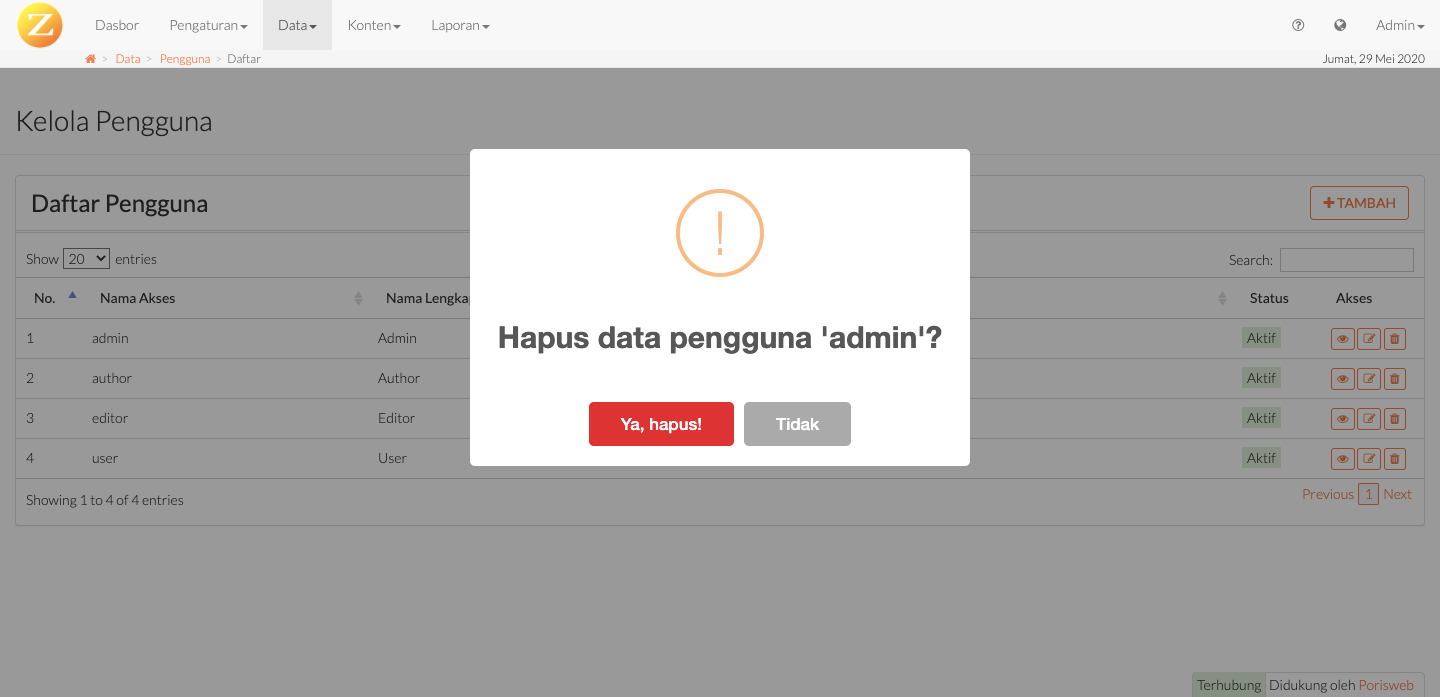 Z Dasbor Pengaturan Data Konten Laporan Admin
> Data > Pengguna > Daftar Jumat, 29 Mei 2020
Kelola Pengguna
Daftar Pengguna +TAMBAH
Show 20 entries Search:
No. Nama Akses Nama Lengka Status Akses
1 admin Admin Aktif
2 author Author Aktif
3 editor Editor Aktif
4 user User Aktif
Showing 1 to 4 of 4 entries Previous 1 Next
!
Hapus data pengguna 'admin'?
Ya, hapus! Tidak
Terhubung Didukung oleh Porisweb